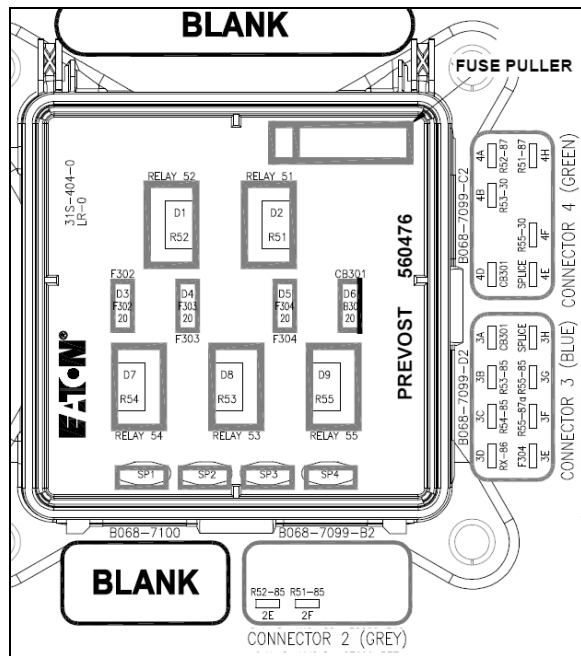 BLANK
FUSE PULLER
31S-404-0
LR-0
RELAY 52
RELAY 51
D1
R52
D2
R51
PREVOST 560476
B068-7099-C2
4A
R52-87
R51-87
4H
4B
R53-30
R55-30
4F
4D
CB301
SPLICE
4E
CONNECTOR 4 (GREEN)
F302
CB301
D3
F302
20
D4
F303
20
D5
F304
20
D6
B30
20
F303
F304
EATON®
D7
R54
D8
R53
D9
R55
RELAY 54
RELAY 53
RELAY 55
B068-7099-D2
3A
CB301
SPLICE
3H
3B
R53-85
R55-85
3G
3C
R54-85
R55-87a
3F
3D
RX-86
F304
3E
CONNECTOR 3 (BLUE)
SP1
SP2
SP3
SP4
B068-7100
B068-7099-B2
BLANK
R52-85
R51-85
2E
2F
CONNECTOR 2 (GREY)